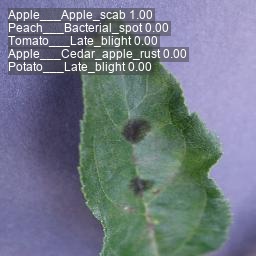 Apple___Apple_scab 1.00
Peach___Bacterial_spot 0.00
Tomato___Late_blight 0.00
Apple___Cedar_apple_rust 0.00
Potato___Late_blight 0.00